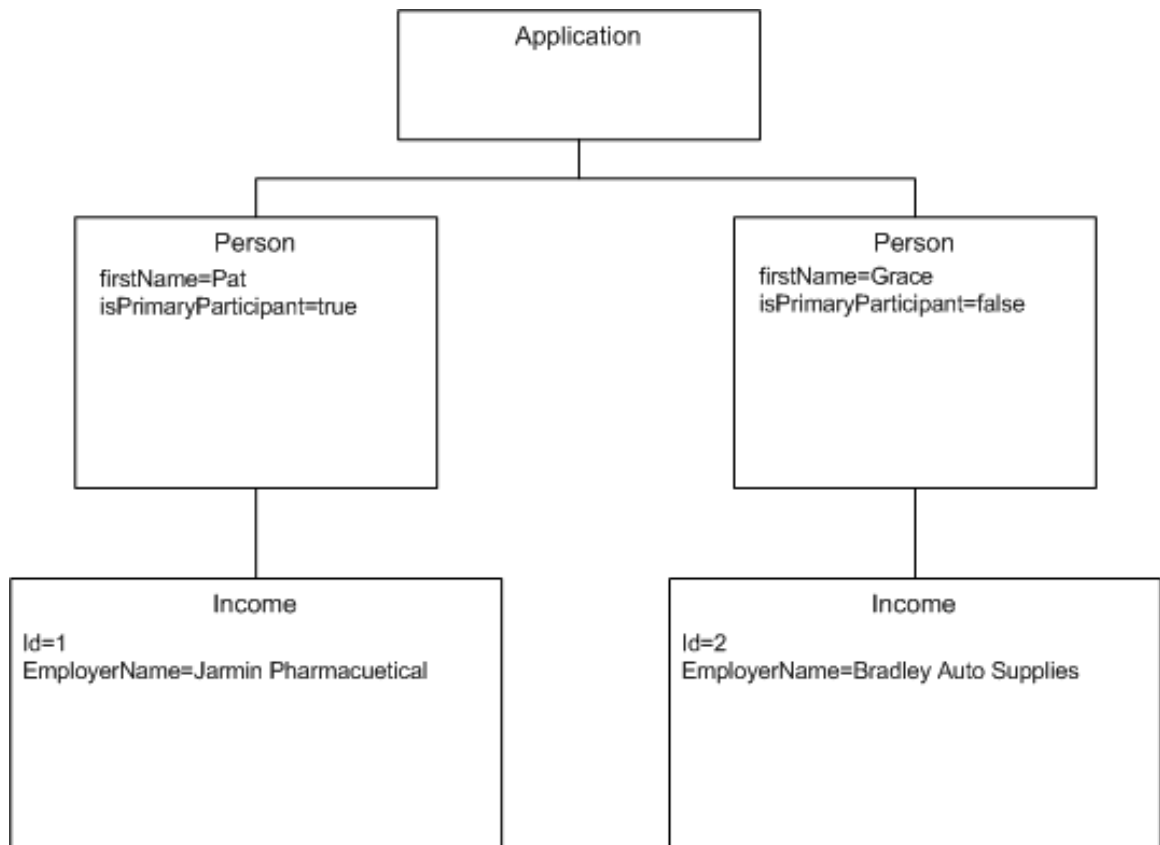 Application
Person
firstName=Pat
isPrimaryParticipant=true
Person
firstName=Grace
isPrimaryParticipant=false
Income
Id=1
EmployerName=Jarmin Pharmacuetical
Income
Id=2
EmployerName=Bradley Auto Supplies